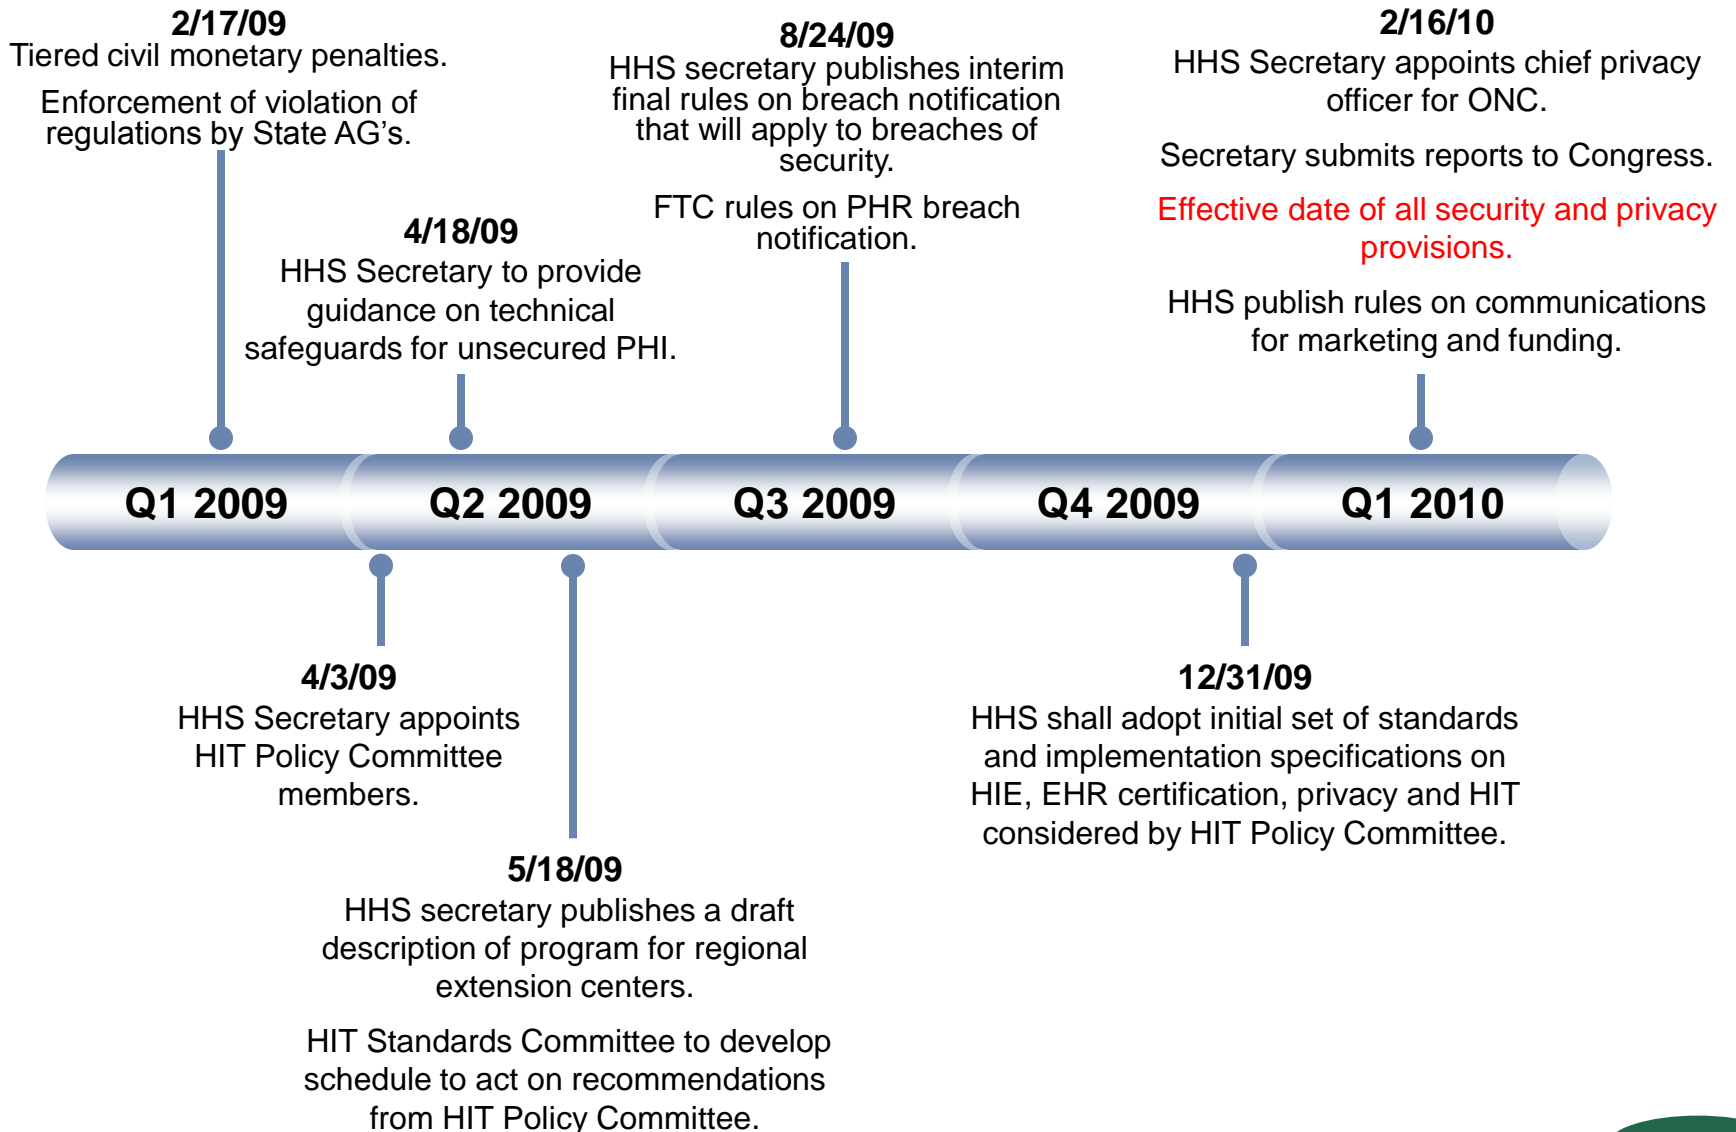 2/17/09
Tiered civil monetary penalties.
Enforcement of violation of
regulations by State AG's.
4/18/09
HHS Secretary to provide
guidance on technical
safeguards for unsecured PHI.
8/24/09
HHS secretary publishes interim
final rules on breach notification
that will apply to breaches of
security.
FTC rules on PHR breach
notification.
2/16/10
HHS Secretary appoints chief privacy
officer for ONC.
Secretary submits reports to Congress.
Effective date of all security and privacy
provisions.
HHS publish rules on communications
for marketing and funding.
Q1 2009
Q2 2009
Q3 2009
Q4 2009
Q1 2010
4/3/09
HHS Secretary appoints
HIT Policy Committee
members.
5/18/09
HHS secretary publishes a draft
description of program for regional
extension centers.
HIT Standards Committee to develop
schedule to act on recommendations
from HIT Policy Committee.
12/31/09
HHS shall adopt initial set of standards
and implementation specifications on
HIE, EHR certification, privacy and HIT
considered by HIT Policy Committee.